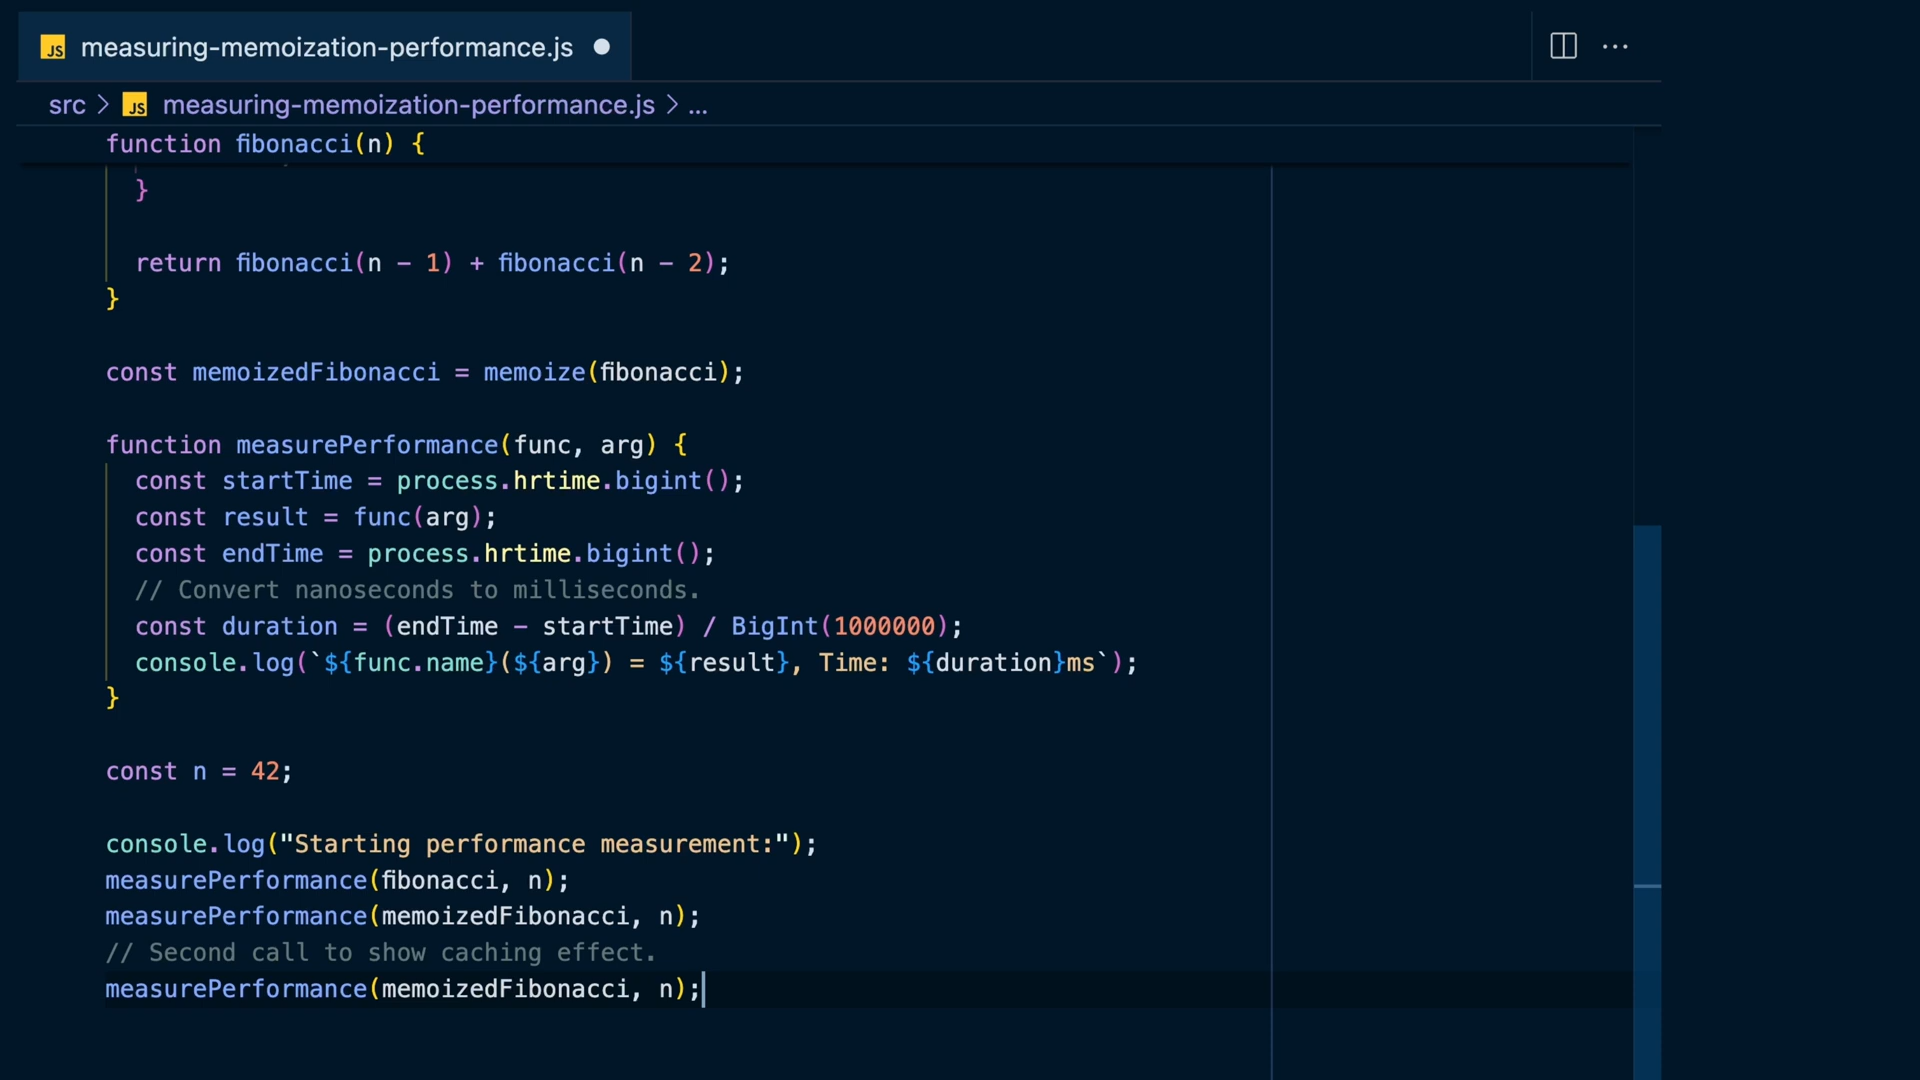 JS measuring-memoization-performance.js
src > JS measuring-memoization-performance.js > ...
function fibonacci(n) {
}
return fibonacci(n - 1) + fibonacci(n - 2);
}
const memoizedFibonacci = memoize(fibonacci);
function measurePerformance(func, arg) {
const startTime = process.hrtime.bigint();
const result = func(arg);
const endTime = process.hrtime.bigint();
// Convert nanoseconds to milliseconds.
const duration = (endTime - startTime) / BigInt(1000000);
console.log(`${func.name}(${arg}) = ${result}, Time: ${duration}ms`);
}
const n = 42;
console.log("Starting performance measurement:");
measurePerformance(fibonacci, n);
measurePerformance(memoizedFibonacci, n);
// Second call to show caching effect.
measurePerformance(memoizedFibonacci, n);